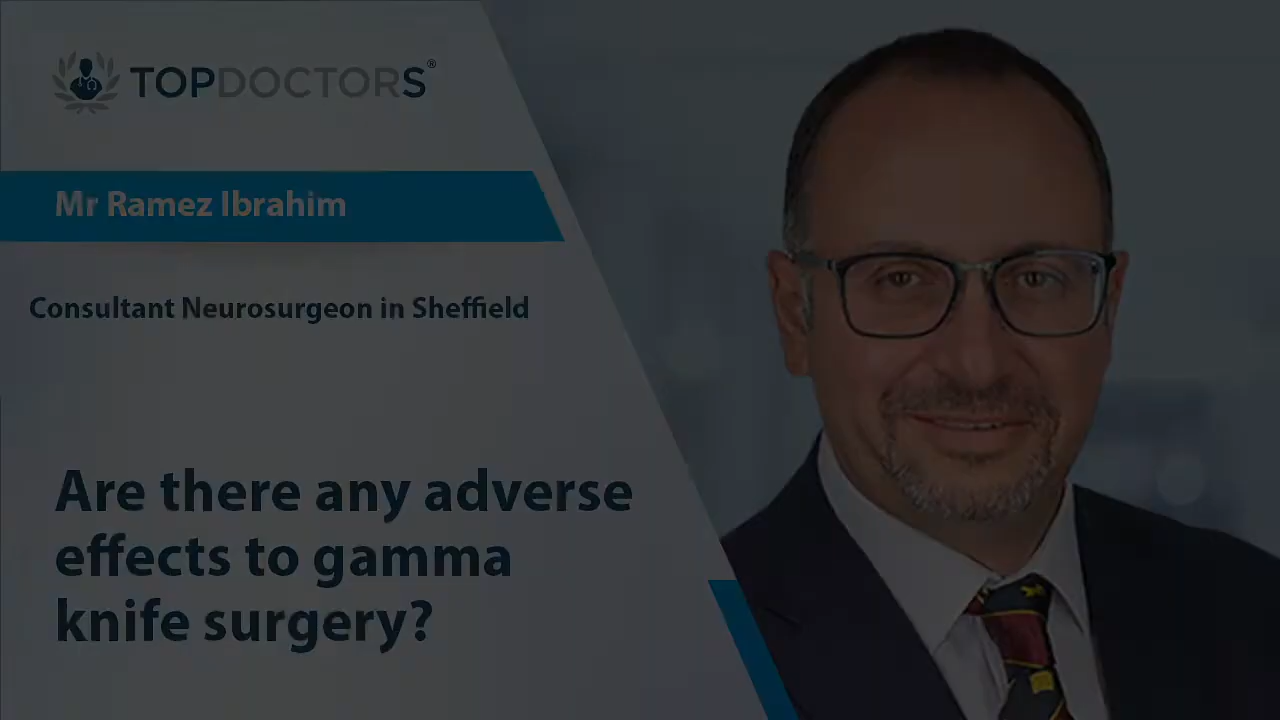 TOPDOCTORS®
Mr Ramez Ibrahim
Consultant Neurosurgeon in Sheffield
Are there any adverse
effects to gamma
knife surgery?